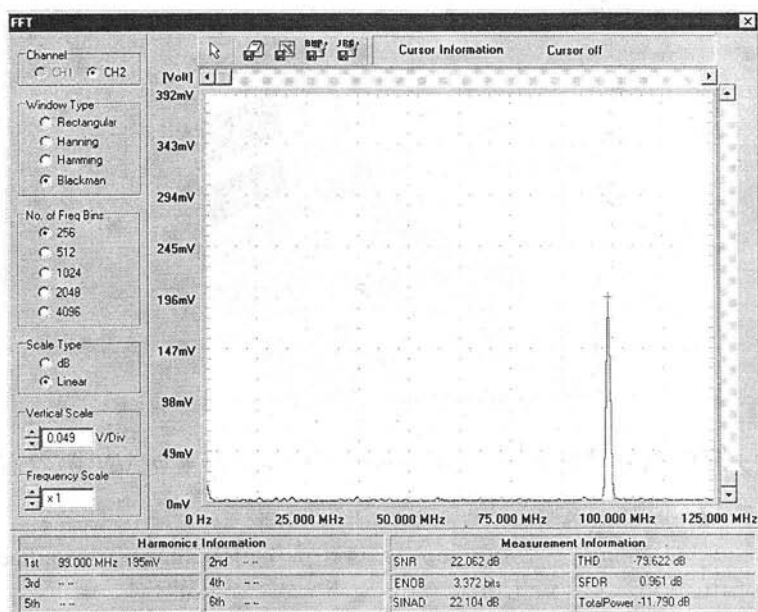 FFT
BMP JPG Cursor Information Cursor off
Channel
CH1 CH2
Window Type
Rectangular
Hanning
Hamming
Blackman
No. of Freq Bins
256
512
1024
2048
4096
Scale Type
dB
Linear
Vertical Scale
0.049 V/Div
Frequency Scale
x 1
[Volt]
392mV
343mV
294mV
245mV
196mV
147mV
98mV
49mV
0mV
0 Hz 25.000 MHz 50.000 MHz 75.000 MHz 100.000 MHz 125.000 MHz
Harmonics Information
1st 99.000 MHz 195mV 2nd -- --
3rd -- -- 4th -- --
5th -- -- 6th -- --
Measurement Information
SNR 22.062 dB THD -79.622 dB
ENOB 3.372 bits SFDR 0.961 dB
SINAD 22.104 dB TotalPower -11.790 dB